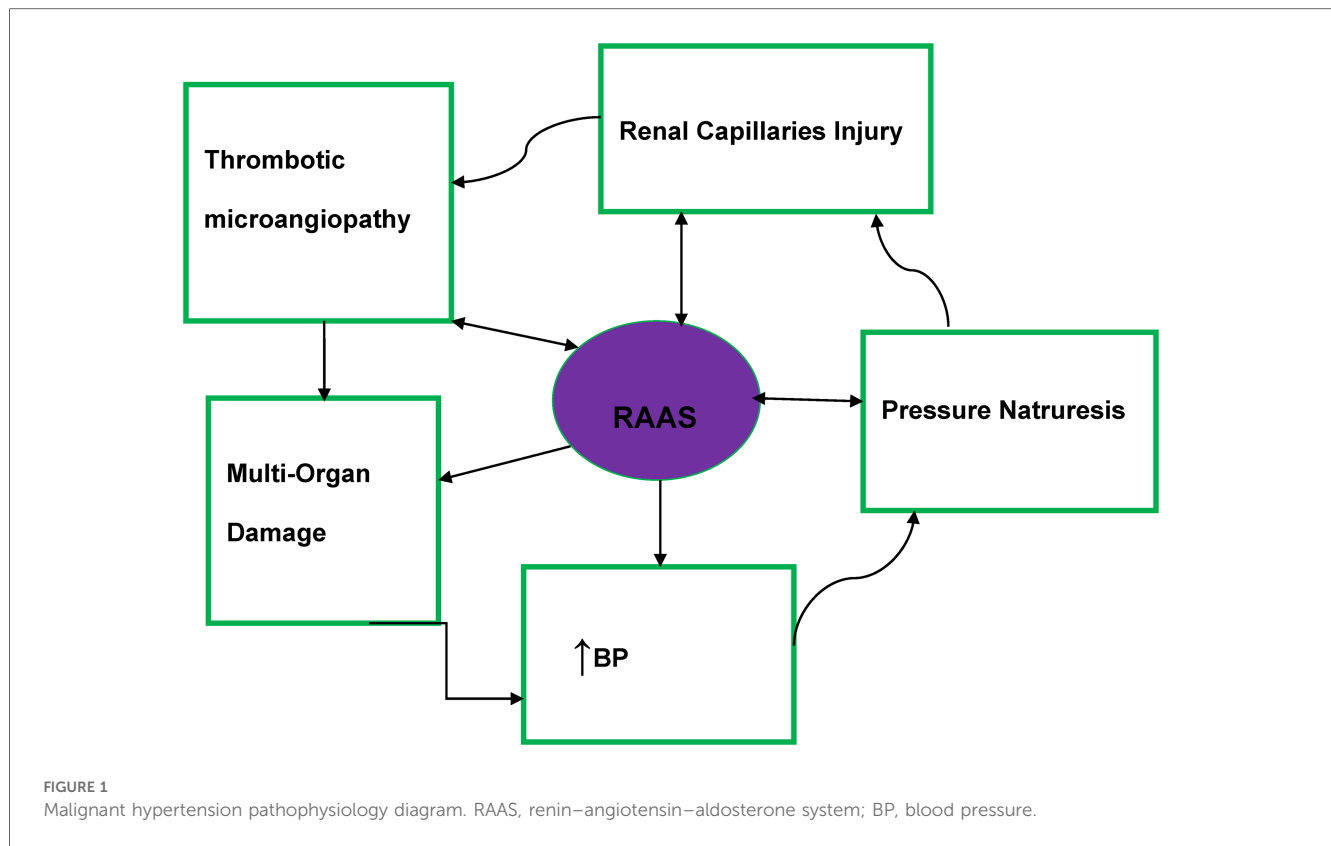 Renal Capillaries Injury
Thrombotic
microangiopathy
RAAS
Pressure Natruresis
Multi-Organ
Damage
↑BP
FIGURE 1
Malignant hypertension pathophysiology diagram. RAAS, renin–angiotensin–aldosterone system; BP, blood pressure.